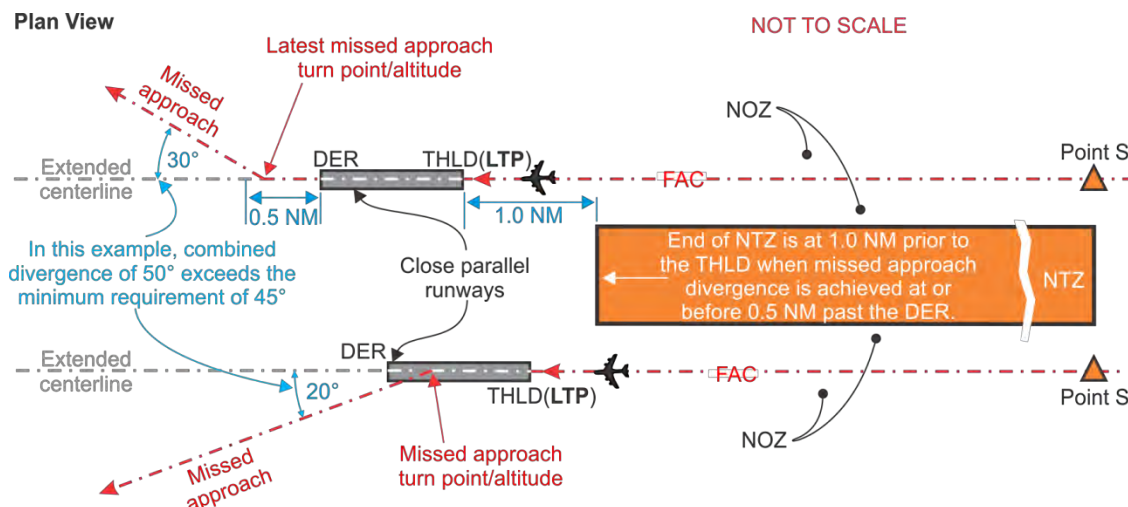 Plan View
NOT TO SCALE
Latest missed approach
turn point/altitude
Missed
approach
NOZ
Extended
centerline
30°
DER
THLD(LTP)
FAC
Point S
0.5 NM
1.0 NM
In this example, combined
divergence of 50° exceeds the
minimum requirement of 45°
Close parallel
runways
End of NTZ is at 1.0 NM prior to
the THLD when missed approach
divergence is achieved at or
before 0.5 NM past the DER.
NTZ
Extended
centerline
DER
20°
THLD(LTP)
FAC
Point S
Missed
approach
Missed approach
turn point/altitude
NOZ